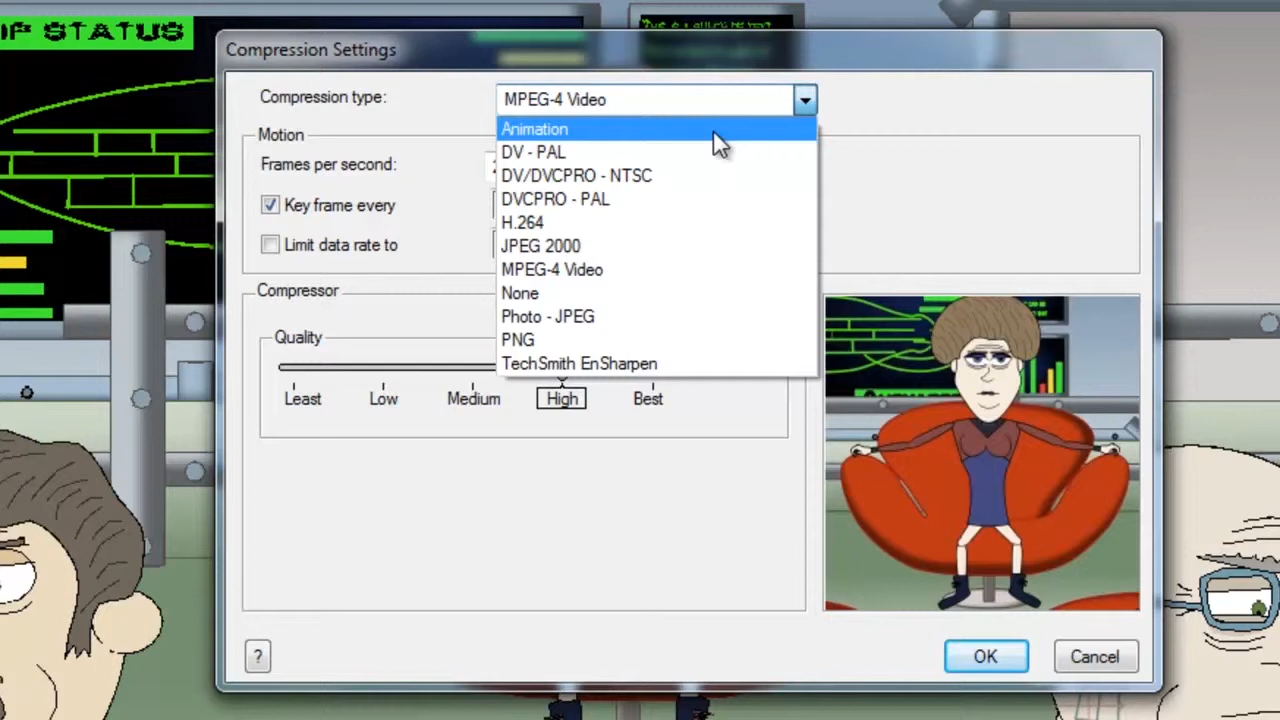 IP STATUS
Compression Settings
Compression type:
MPEG-4 Video
Animation
DV - PAL
DV/DVCPRO - NTSC
DVCPRO - PAL
H.264
JPEG 2000
MPEG-4 Video
None
Photo - JPEG
PNG
TechSmith EnSharpen
Motion
Frames per second:
Key frame every
Limit data rate to
Compressor
Quality
Least
Low
Medium
High
Best
?
OK
Cancel